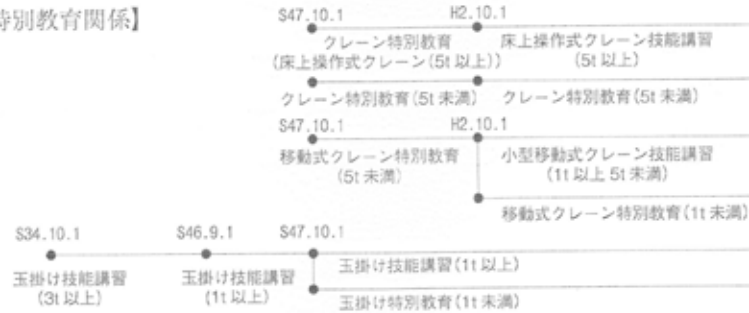 特別教育関係】
S47.10.1 H2.10.1
クレーン特別教育 床上操作式クレーン技能講習
(床上操作式クレーン(5t以上)) (5t以上)
クレーン特別教育(5t未満) クレーン特別教育(5t未満)
S47.10.1 H2.10.1
移動式クレーン特別教育 小型移動式クレーン技能講習
(5t未満) (1t以上5t未満)
移動式クレーン特別教育(1t未満)
S34.10.1 S46.9.1 S47.10.1
玉掛け技能講習(1t以上)
玉掛け技能講習 玉掛け技能講習
(3t以上) (1t以上)
玉掛け特別教育(1t未満)